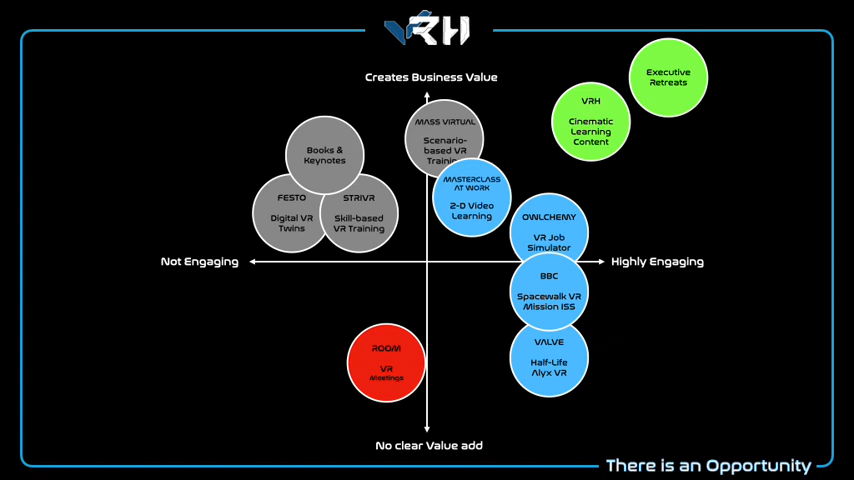 VRH
Creates Business Value
Executive
Retreats
VRH
Cinematic
Learning
Content
MASS VIRTUAL
Scenario-
based VR
Training
Books &
Keynotes
MASTERCLASS
AT WORK
2-D Video
Learning
FESTO
Digital VR
Twins
STRIVR
Skill-based
VR Training
OWLCHEMY
VR Job
Simulator
Not Engaging
Highly Engaging
BBC
Spacewalk VR
Mission ISS
ROOM
VR
Meetings
VALVE
Half-Life
Alyx VR
No clear Value add
There is an Opportunity